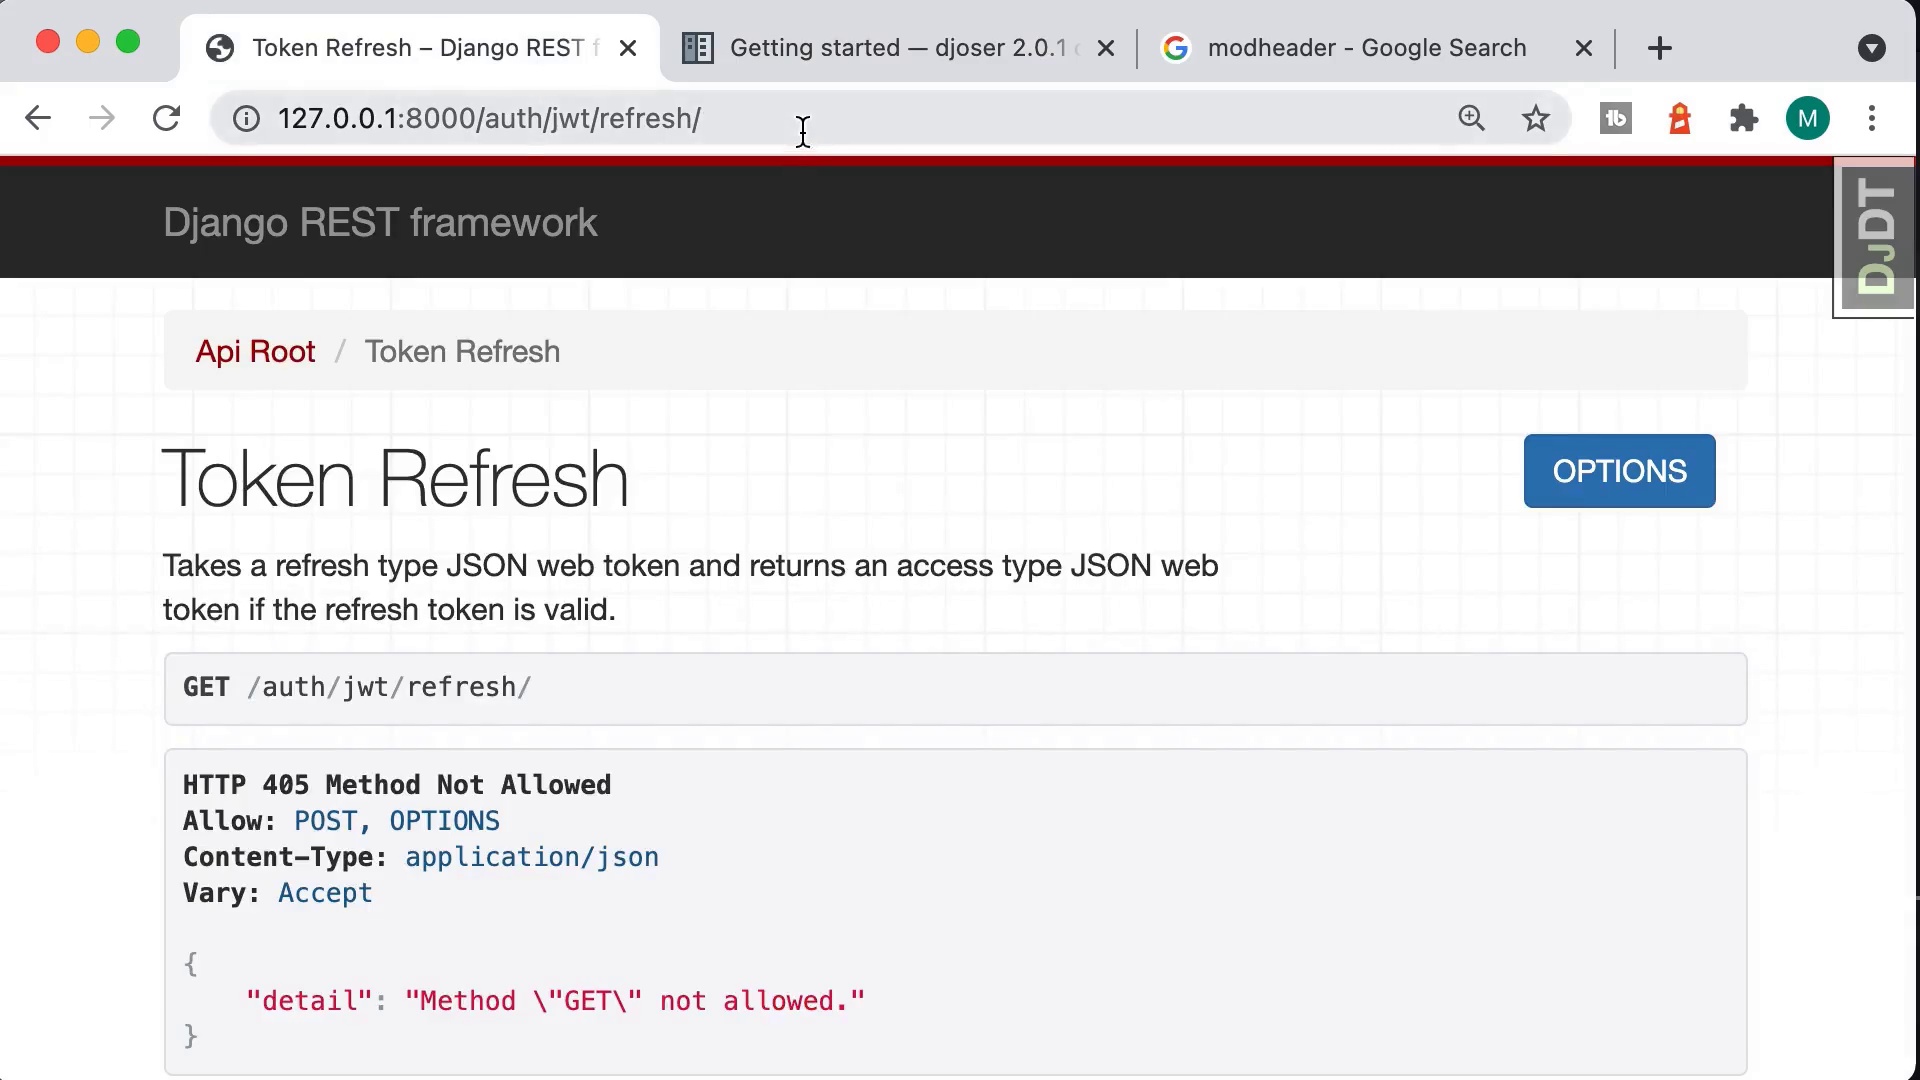 Token Refresh – Django REST f
Getting started — djoser 2.0.1
modheader - Google Search
127.0.0.1:8000/auth/jwt/refresh/
tb
M
Django REST framework
DJDT
Api Root / Token Refresh
Token Refresh
OPTIONS
Takes a refresh type JSON web token and returns an access type JSON web
token if the refresh token is valid.
GET /auth/jwt/refresh/
HTTP 405 Method Not Allowed
Allow: POST, OPTIONS
Content-Type: application/json
Vary: Accept
{
"detail": "Method \"GET\" not allowed."
}